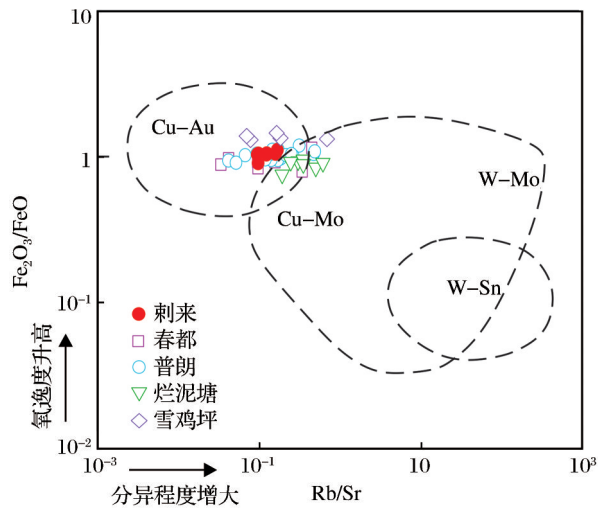 10
1
10⁻¹
10⁻²
Fe₂O₃/FeO
氧逸度升高
Cu–Au
Cu–Mo
W–Mo
W–Sn
剌来
春都
普朗
烂泥塘
雪鸡坪
10⁻³
10⁻¹
10
10³
分异程度增大
Rb/Sr